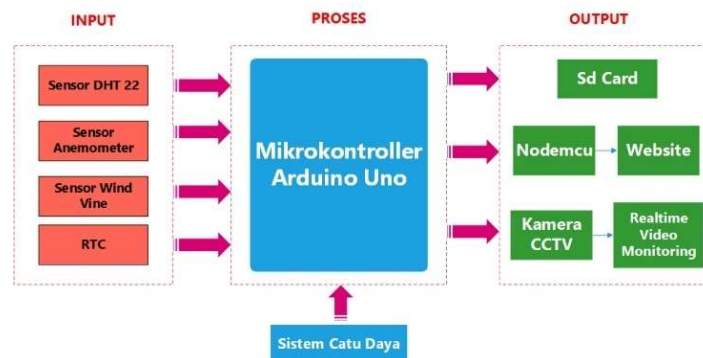 INPUT
PROSES
OUTPUT
Sensor DHT 22
Sensor
Anemometer
Sensor Wind
Vine
RTC
Mikrokontroller
Arduino Uno
Sistem Catu Daya
Sd Card
Nodemcu
Website
Kamera
CCTV
Realtime
Video
Monitoring